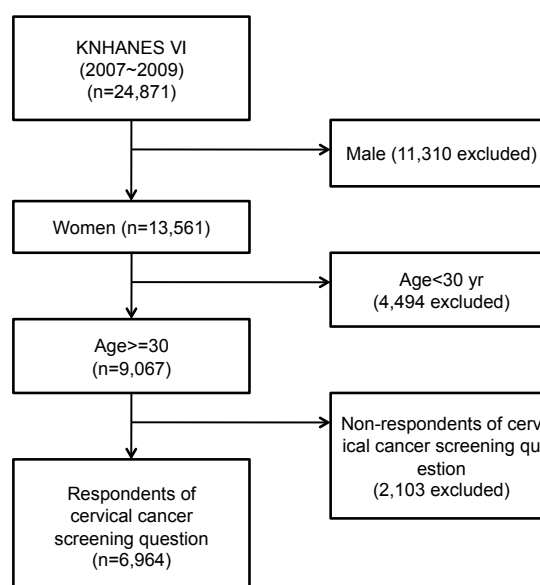 KNHANES VI
(2007~2009)
(n=24,871)
Male (11,310 excluded)
Women (n=13,561)
Age<30 yr
(4,494 excluded)
Age>=30
(n=9,067)
Non-respondents of cerv
ical cancer screening qu
estion
(2,103 excluded)
Respondents of
cervical cancer
screening question
(n=6,964)